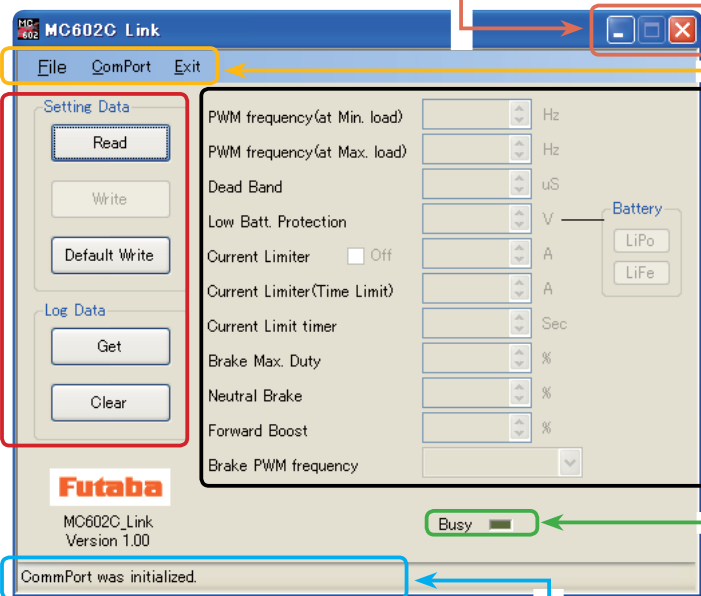 MC-602 MC602C Link
File ComPort Exit
Setting Data
Read
Write
Default Write
Log Data
Get
Clear
PWM frequency(at Min. load) Hz
PWM frequency(at Max. load) Hz
Dead Band uS
Low Batt. Protection V
Battery
LiPo
LiFe
Current Limiter Off A
Current Limiter(Time Limit) A
Current Limit timer Sec
Brake Max. Duty %
Neutral Brake %
Forward Boost %
Brake PWM frequency
Futaba
MC602C_Link
Version 1.00
Busy
CommPort was initialized.